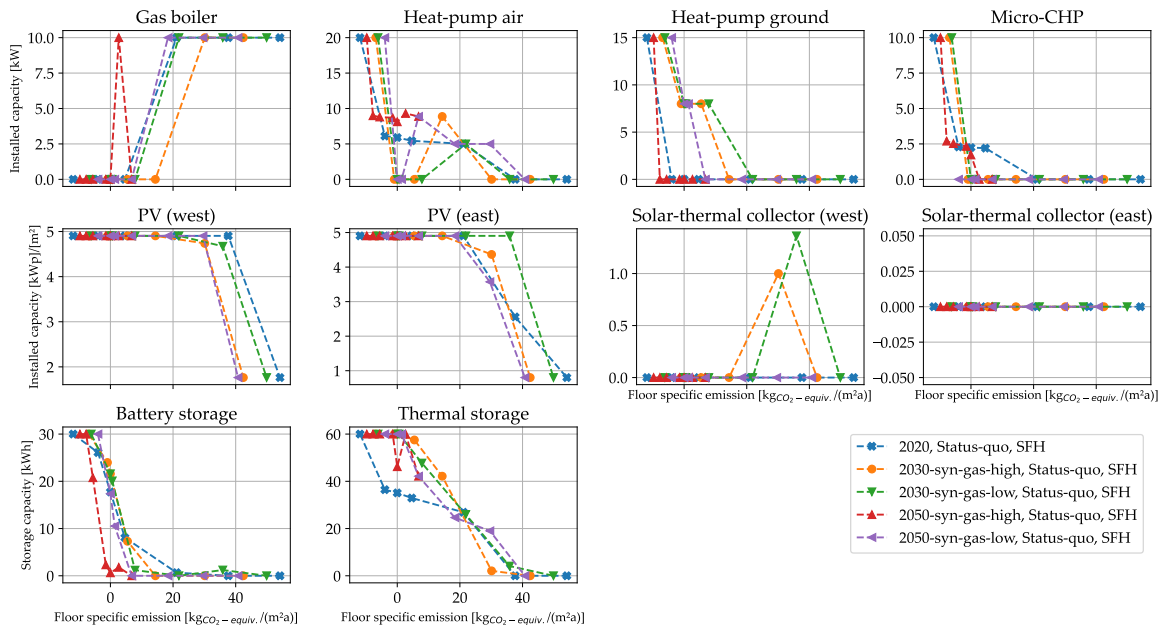 Gas boiler
Heat-pump air
Heat-pump ground
Micro-CHP
Installed capacity [kW]
10.0
7.5
5.0
2.5
0.0
20
15
10
5
0
15
10
5
0
10.0
7.5
5.0
2.5
0.0
PV (west)
PV (east)
Solar-thermal collector (west)
Solar-thermal collector (east)
Installed capacity [kWp][m²]
5
4
3
2
5
4
3
2
1
1.0
0.5
0.0
0.050
0.025
0.000
−0.025
−0.050
Floor specific emission [kgCO₂−equiv./(m²a)]
Floor specific emission [kgCO₂−equiv./(m²a)]
Battery storage
Thermal storage
Storage capacity [kWh]
30
20
10
0
60
40
20
0
0
20
40
0
20
40
Floor specific emission [kgCO₂−equiv./(m²a)]
Floor specific emission [kgCO₂−equiv./(m²a)]
2020, Status-quo, SFH
2030-syn-gas-high, Status-quo, SFH
2030-syn-gas-low, Status-quo, SFH
2050-syn-gas-high, Status-quo, SFH
2050-syn-gas-low, Status-quo, SFH